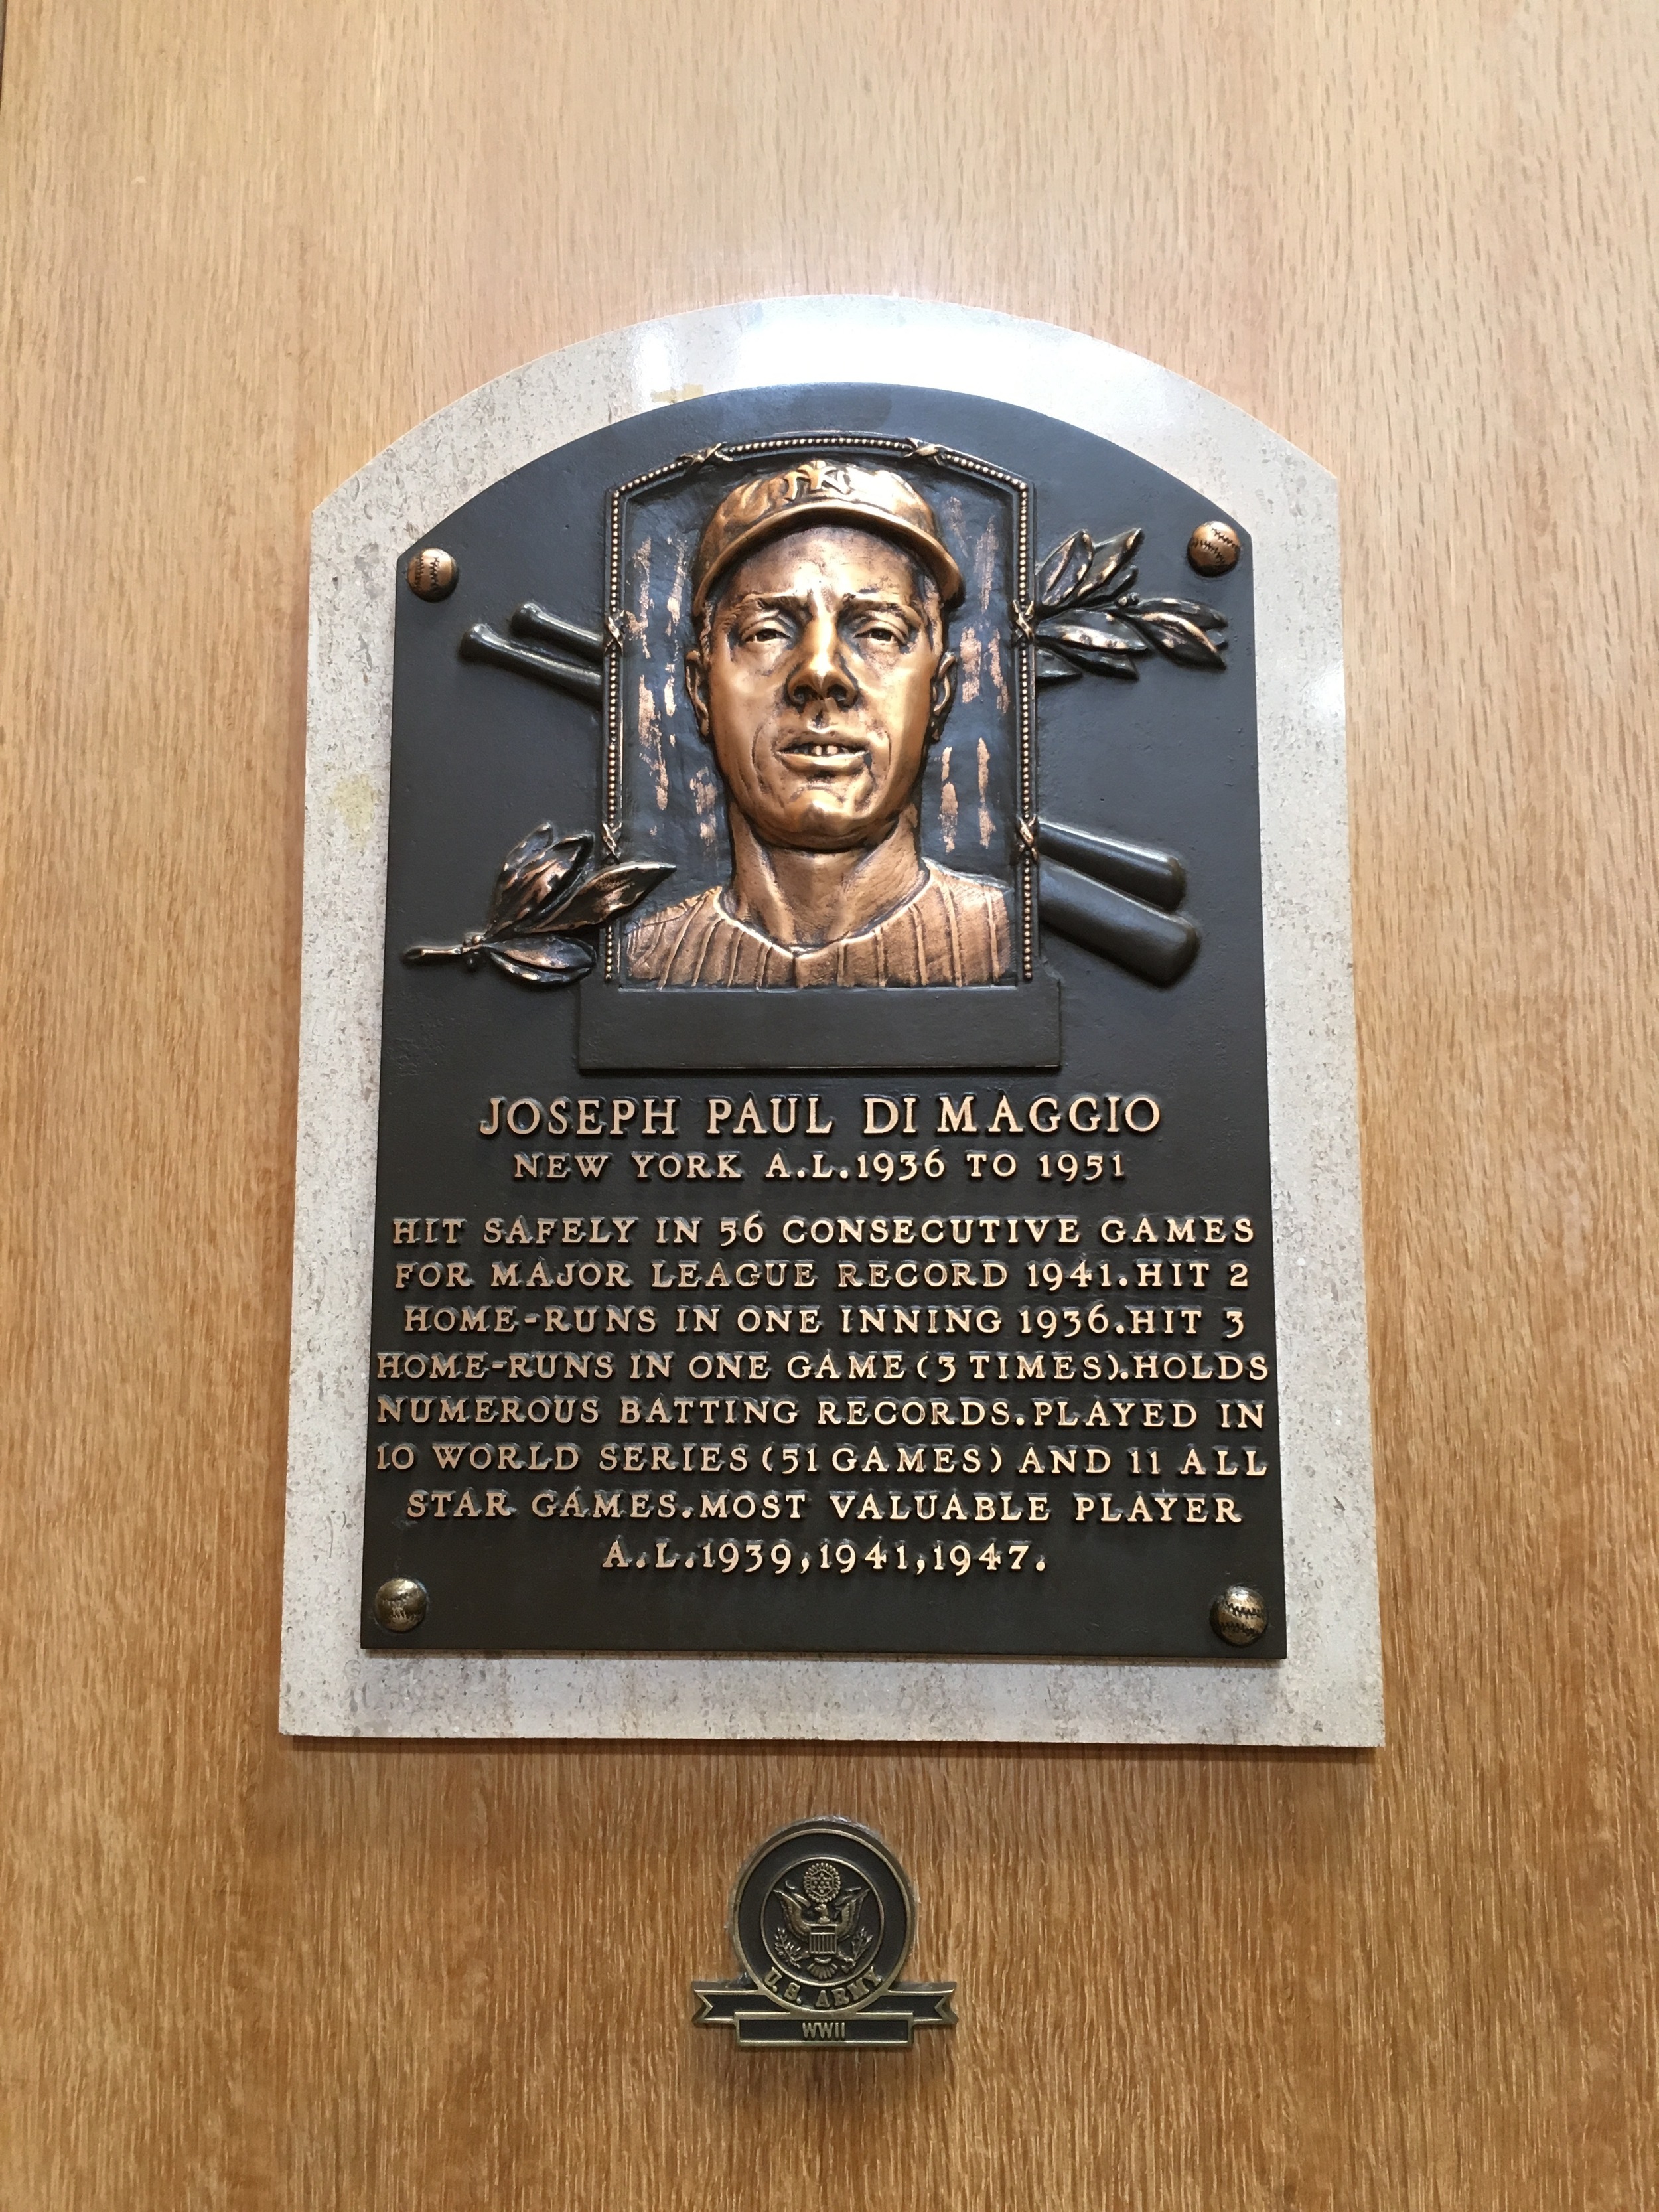 NY
JOSEPH PAUL DI MAGGIO
NEW YORK A.L.1936 TO 1951
HIT SAFELY IN 56 CONSECUTIVE GAMES
FOR MAJOR LEAGUE RECORD 1941.HIT 2
HOME-RUNS IN ONE INNING 1936.HIT 3
HOME-RUNS IN ONE GAME (3 TIMES).HOLDS
NUMEROUS BATTING RECORDS.PLAYED IN
10 WORLD SERIES (51 GAMES) AND 11 ALL
STAR GAMES.MOST VALUABLE PLAYER
A.L.1939,1941,1947.
U.S. ARMY
WWII